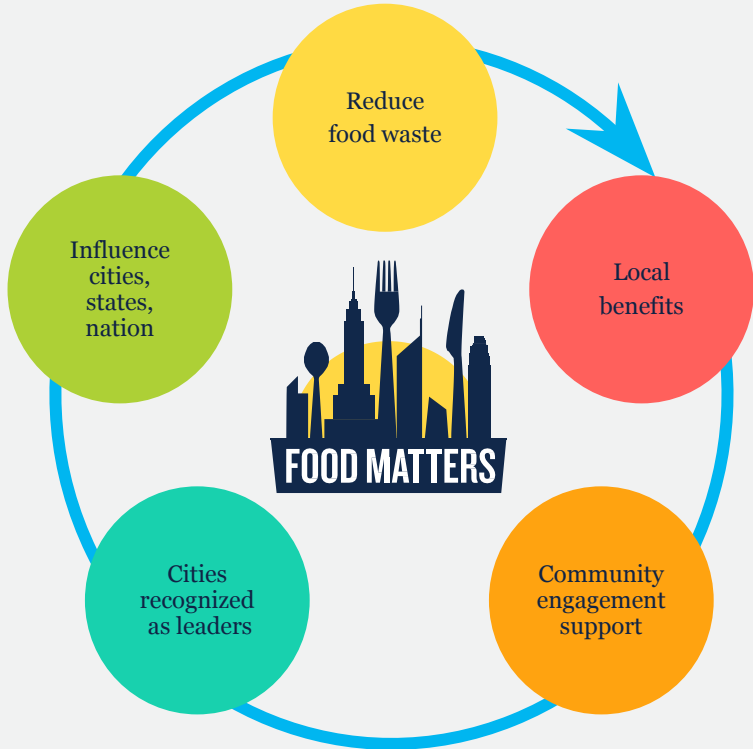 Reduce
food waste
Local
benefits
Community
engagement
support
Cities
recognized
as leaders
Influence
cities,
states,
nation
FOOD MATTERS